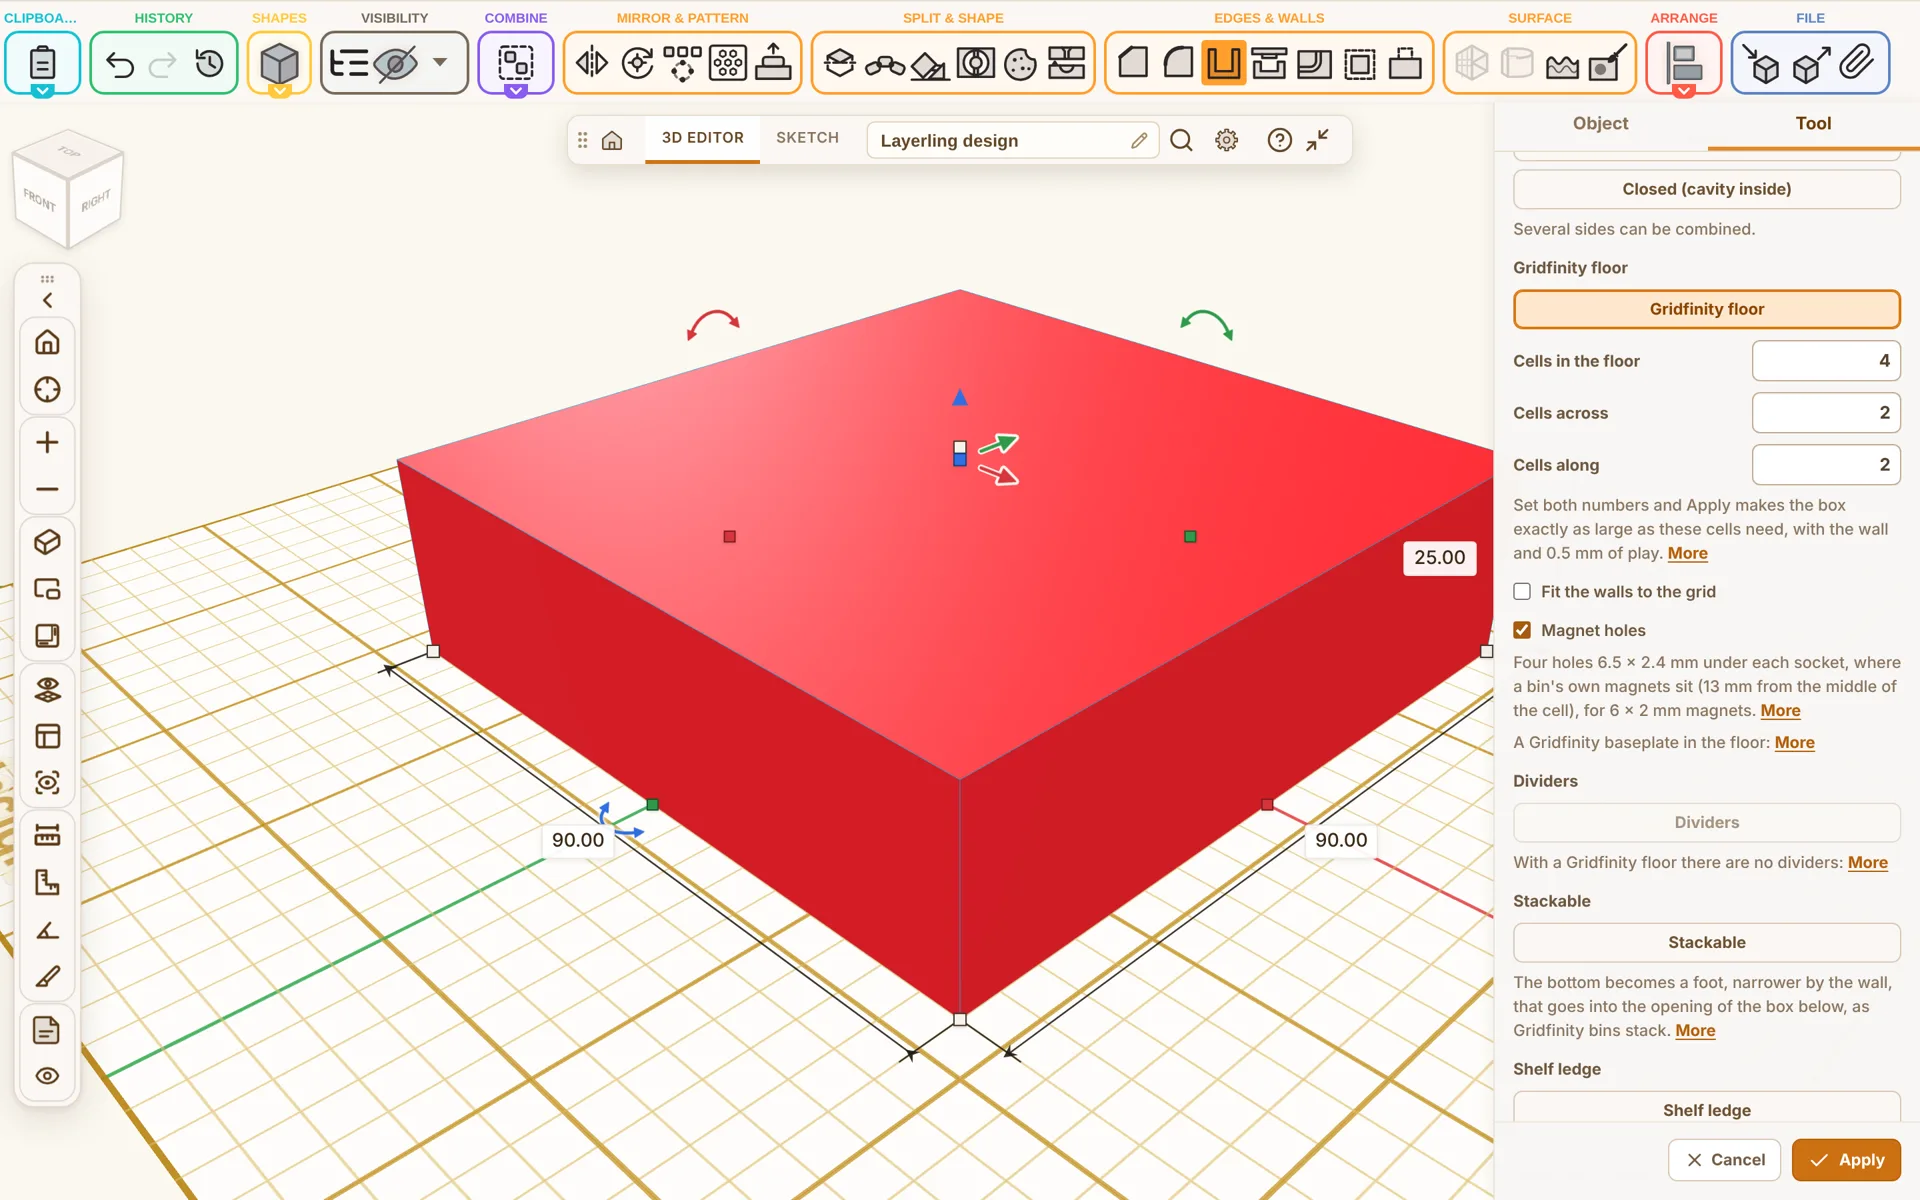 CLIPBOA...
HISTORY
SHAPES
VISIBILITY
COMBINE
MIRROR & PATTERN
SPLIT & SHAPE
EDGES & WALLS
SURFACE
ARRANGE
FILE
3D EDITOR
SKETCH
Layerling design
Object
Tool
TOP
FRONT
RIGHT
Closed (cavity inside)
Several sides can be combined.
Gridfinity floor
Gridfinity floor
Cells in the floor
4
Cells across
2
Cells along
2
Set both numbers and Apply makes the box
exactly as large as these cells need, with the wall
and 0.5 mm of play. More
Fit the walls to the grid
Magnet holes
Four holes 6.5 × 2.4 mm under each socket, where
a bin's own magnets sit (13 mm from the middle of
the cell), for 6 × 2 mm magnets. More
A Gridfinity baseplate in the floor: More
Dividers
Dividers
With a Gridfinity floor there are no dividers: More
Stackable
Stackable
The bottom becomes a foot, narrower by the wall,
that goes into the opening of the box below, as
Gridfinity bins stack. More
Shelf ledge
Shelf ledge
Cancel
Apply
25.00
90.00
90.00